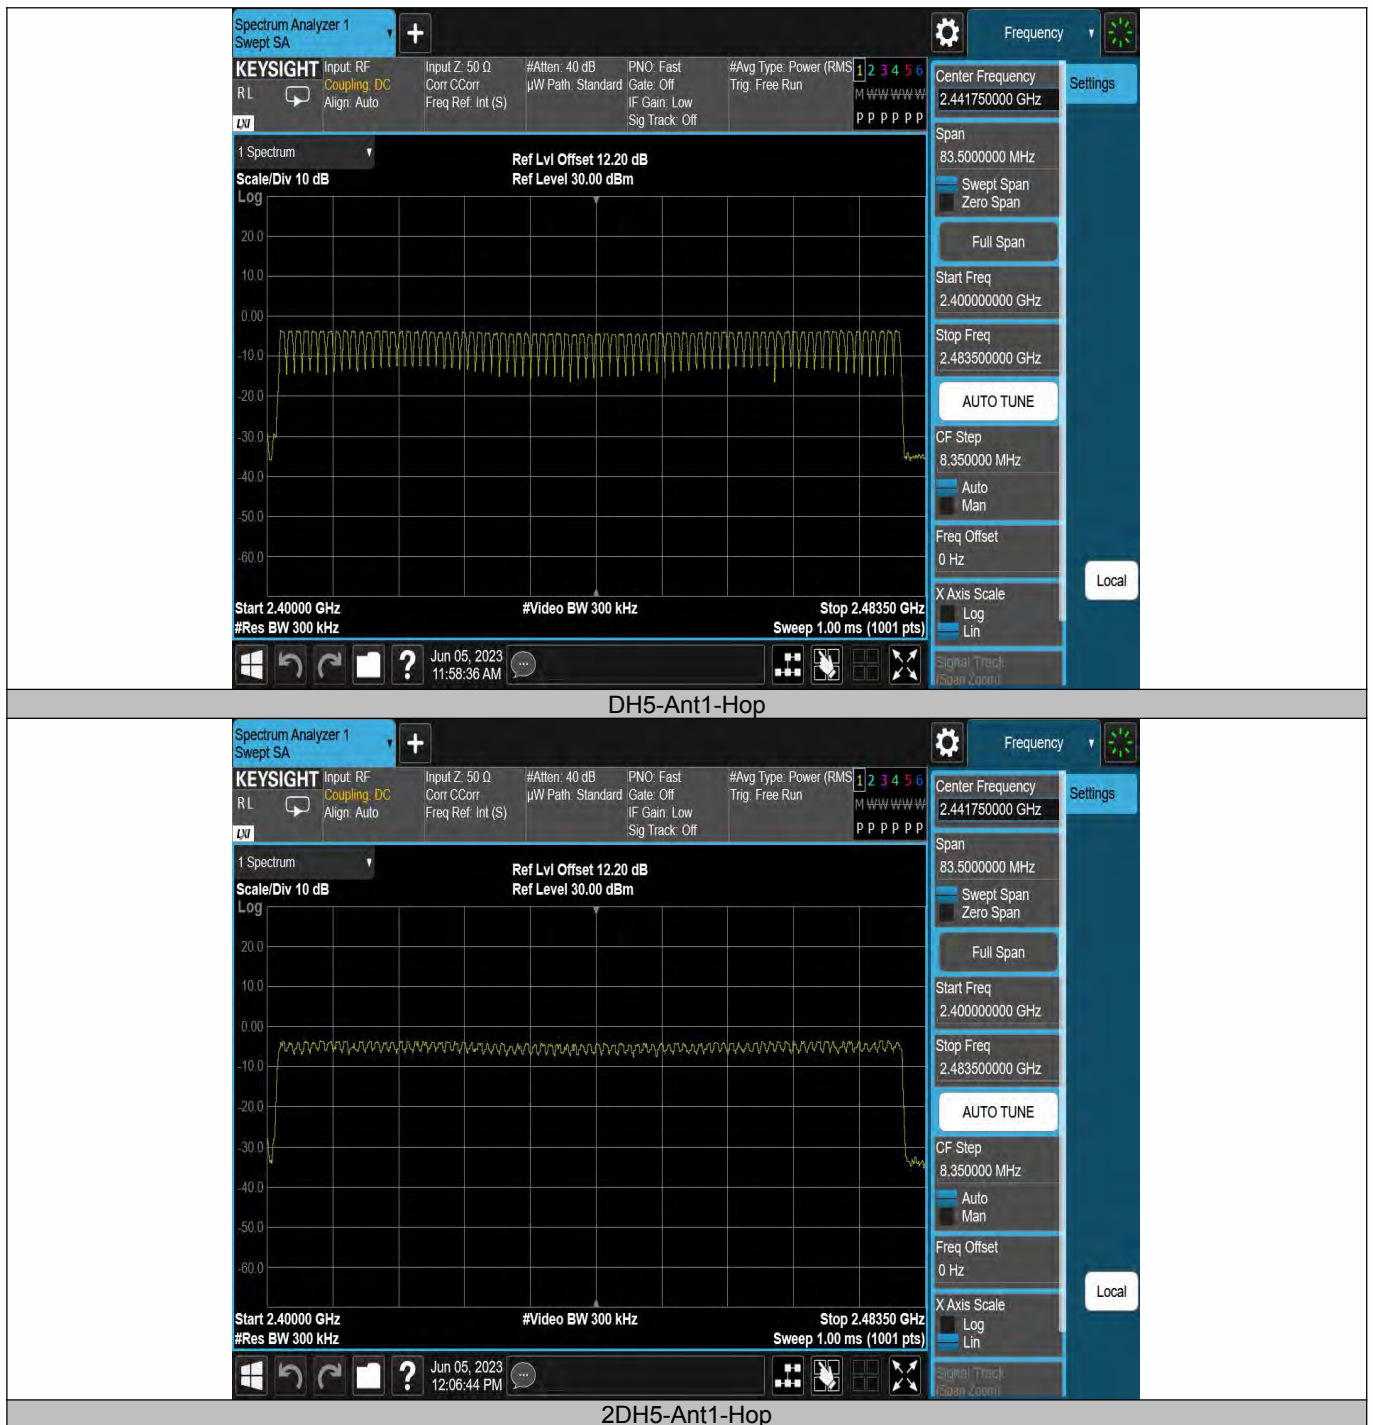 Spectrum Analyzer 1
Swept SA
Frequency
KEYSIGHT
R L
LXI
Input: RF
Coupling: DC
Align: Auto
Input Z: 50 Ω
Corr CCorr
Freq Ref: Int (S)
#Atten: 40 dB
µW Path: Standard
PNO: Fast
Gate: Off
IF Gain: Low
Sig Track: Off
#Avg Type: Power (RMS
Trig: Free Run
1 2 3 4 5 6
M W W W W W
P P P P P P
1 Spectrum
Scale/Div 10 dB
Log
Ref Lvl Offset 12.20 dB
Ref Level 30.00 dBm
20.0
10.0
0.00
-10.0
-20.0
-30.0
-40.0
-50.0
-60.0
Start 2.40000 GHz
#Res BW 300 kHz
#Video BW 300 kHz
Stop 2.48350 GHz
Sweep 1.00 ms (1001 pts)
Jun 05, 2023
11:58:36 AM
Center Frequency
2.441750000 GHz
Settings
Span
83.5000000 MHz
Swept Span
Zero Span
Full Span
Start Freq
2.400000000 GHz
Stop Freq
2.483500000 GHz
AUTO TUNE
CF Step
8.350000 MHz
Auto
Man
Freq Offset
0 Hz
X Axis Scale
Log
Lin
Signal Track
(Span Zoom)
Local
DH5-Ant1-Hop
Spectrum Analyzer 1
Swept SA
Frequency
KEYSIGHT
R L
LXI
Input: RF
Coupling: DC
Align: Auto
Input Z: 50 Ω
Corr CCorr
Freq Ref: Int (S)
#Atten: 40 dB
µW Path: Standard
PNO: Fast
Gate: Off
IF Gain: Low
Sig Track: Off
#Avg Type: Power (RMS
Trig: Free Run
1 2 3 4 5 6
M W W W W W
P P P P P P
1 Spectrum
Scale/Div 10 dB
Log
Ref Lvl Offset 12.20 dB
Ref Level 30.00 dBm
20.0
10.0
0.00
-10.0
-20.0
-30.0
-40.0
-50.0
-60.0
Start 2.40000 GHz
#Res BW 300 kHz
#Video BW 300 kHz
Stop 2.48350 GHz
Sweep 1.00 ms (1001 pts)
Jun 05, 2023
12:06:44 PM
Center Frequency
2.441750000 GHz
Settings
Span
83.5000000 MHz
Swept Span
Zero Span
Full Span
Start Freq
2.400000000 GHz
Stop Freq
2.483500000 GHz
AUTO TUNE
CF Step
8.350000 MHz
Auto
Man
Freq Offset
0 Hz
X Axis Scale
Log
Lin
Signal Track
(Span Zoom)
Local
2DH5-Ant1-Hop